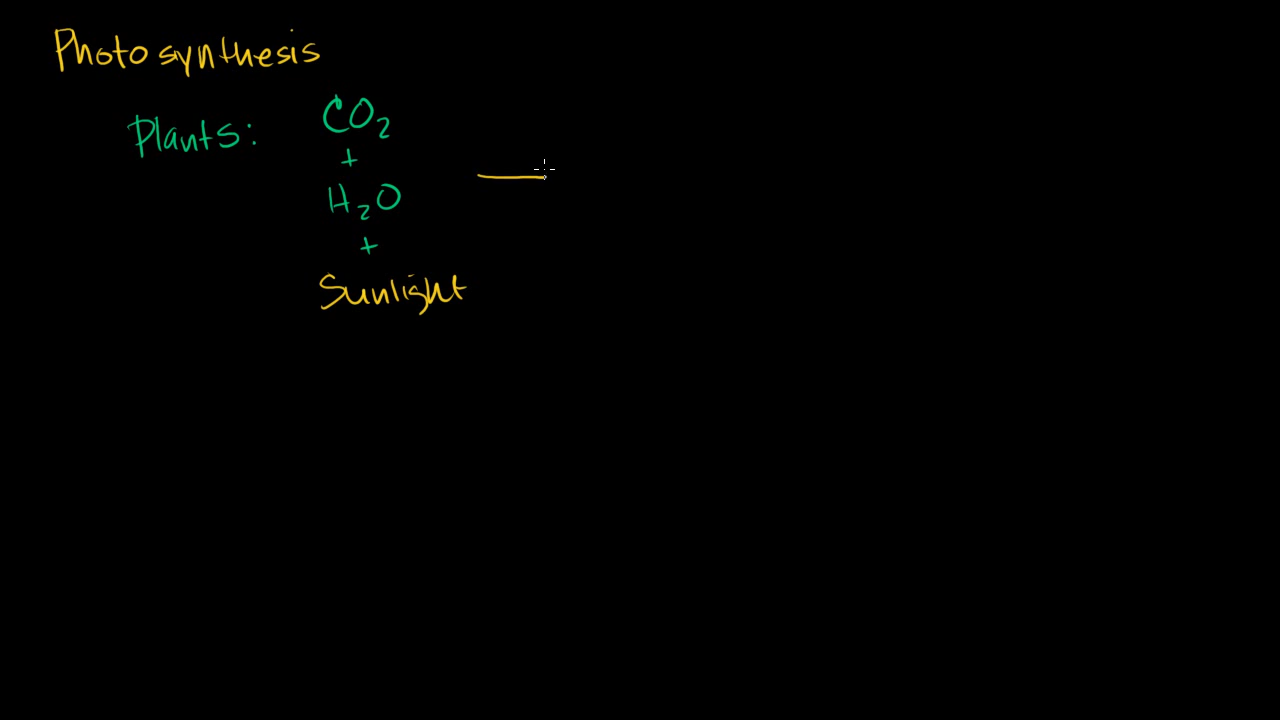 Photosynthesis
Plants: CO₂
+
H₂O
+
Sunlight